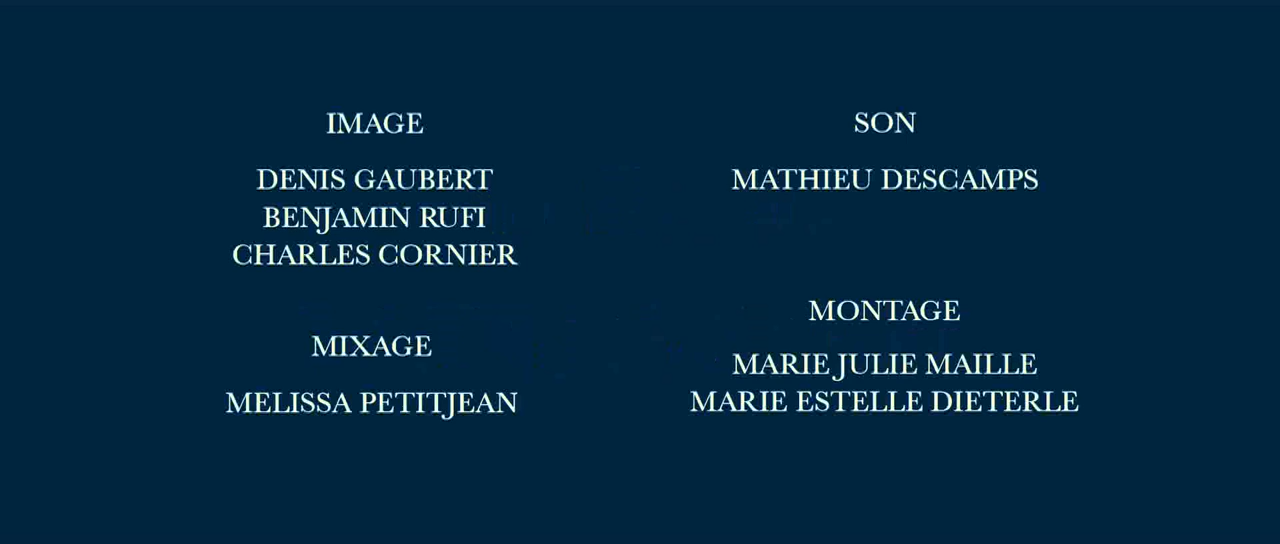 IMAGE
DENIS GAUBERT
BENJAMIN RUFI
CHARLES CORNIER
SON
MATHIEU DESCAMPS
MIXAGE
MELISSA PETITJEAN
MONTAGE
MARIE JULIE MAILLE
MARIE ESTELLE DIETERLE